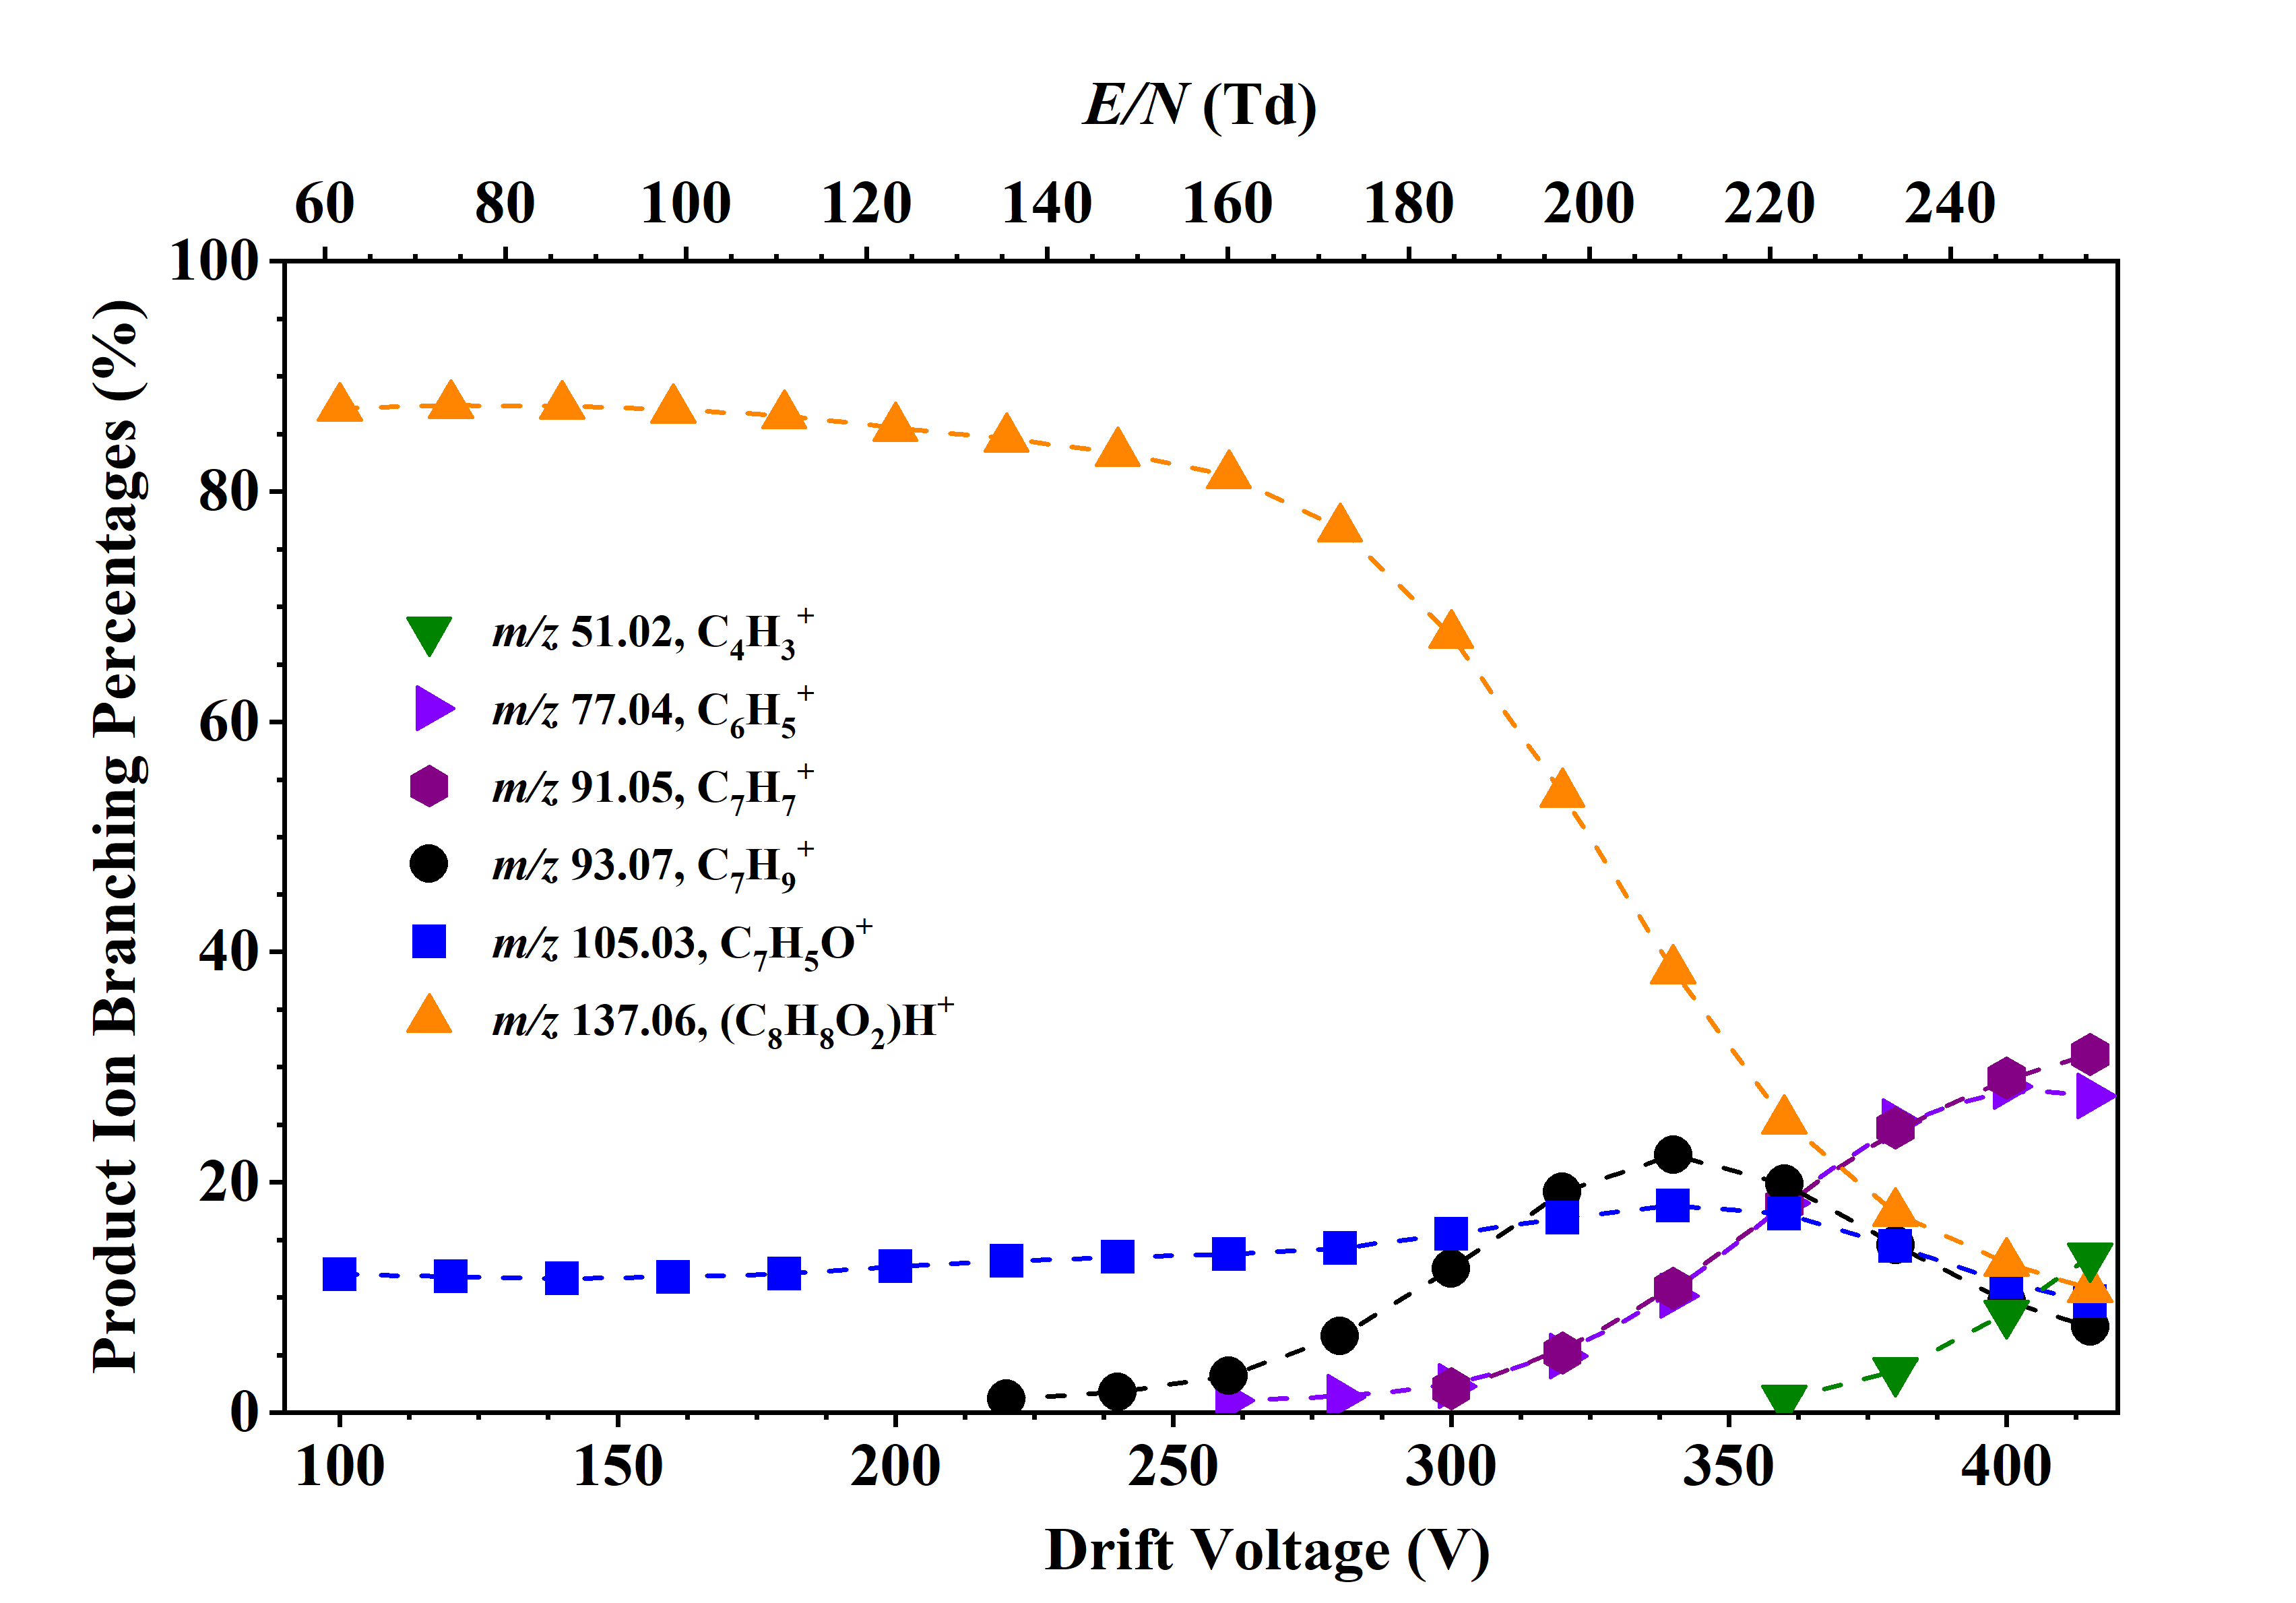 E/N (Td)
60 80 100 120 140 160 180 200 220 240
100
80
60
40
20
0
Product Ion Branching Percentages (%)
m/z 51.02, C₄H₃⁺
m/z 77.04, C₆H₅⁺
m/z 91.05, C₇H₇⁺
m/z 93.07, C₇H₉⁺
m/z 105.03, C₇H₅O⁺
m/z 137.06, (C₈H₈O₂)H⁺
100 150 200 250 300 350 400
Drift Voltage (V)